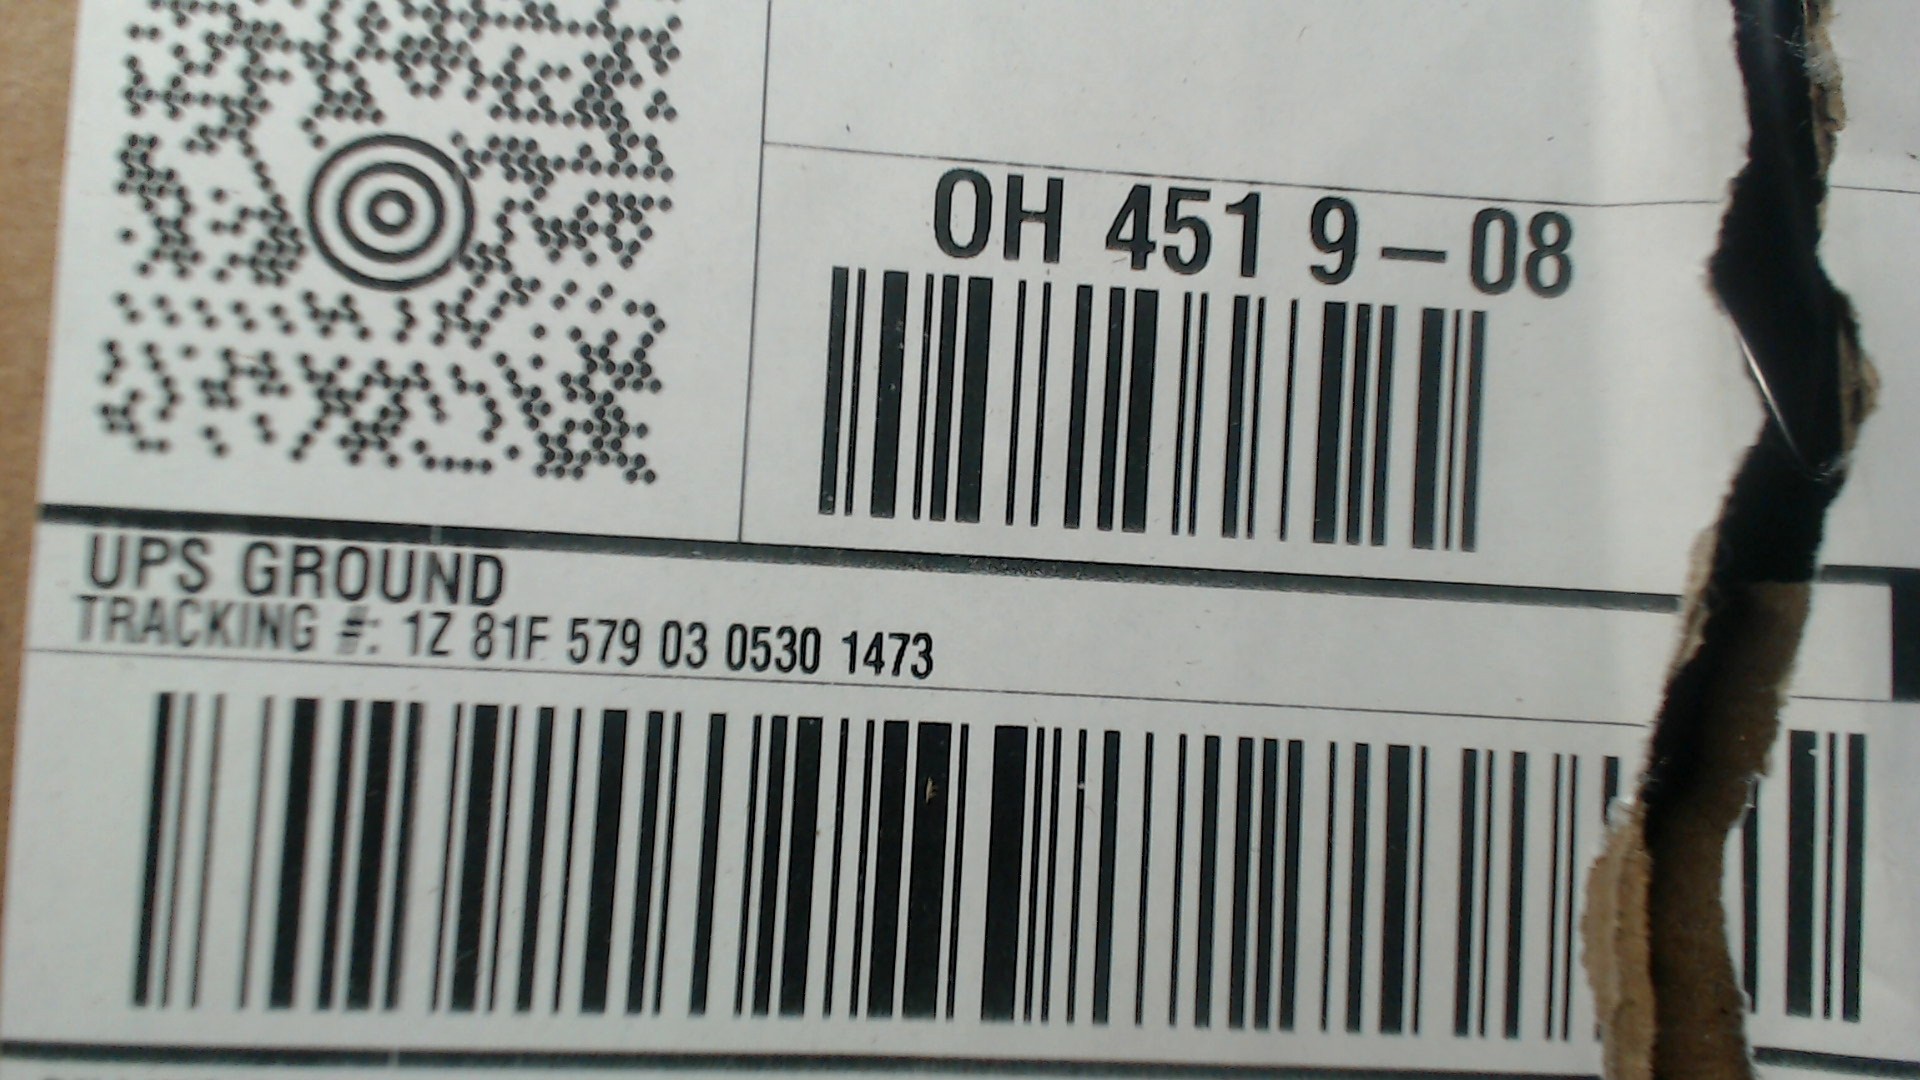 OH 451 9-08
UPS GROUND
TRACKING #: 1Z 81F 579 03 0530 1473